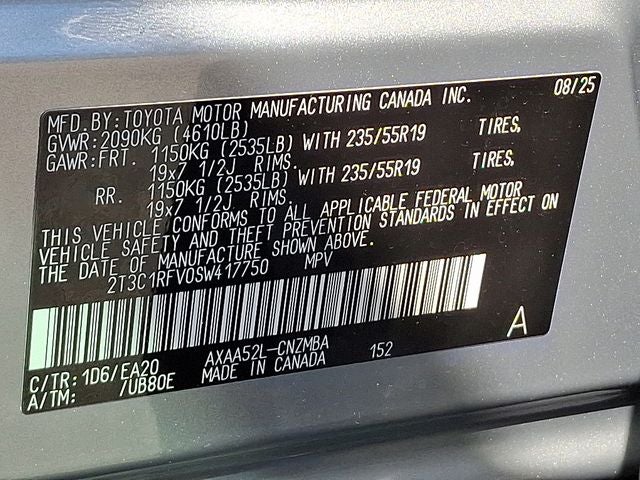 MFD. BY: TOYOTA MOTOR MANUFACTURING CANADA INC. 08/25
GVWR: 2090KG (4610LB)
GAWR: FRT. 1150KG (2535LB) WITH 235/55R19 TIRES,
19x7 1/2J RIMS.
RR. 1150KG (2535LB) WITH 235/55R19 TIRES,
19x7 1/2J RIMS.
THIS VEHICLE CONFORMS TO ALL APPLICABLE FEDERAL MOTOR
VEHICLE SAFETY AND THEFT PREVENTION STANDARDS IN EFFECT ON
THE DATE OF MANUFACTURE SHOWN ABOVE.
2T3C1RFV0SW417750 MPV
A
AXAA52L-CNZMBA 152
C/TR: 1D6/EA20 MADE IN CANADA
A/TM: /UB80E